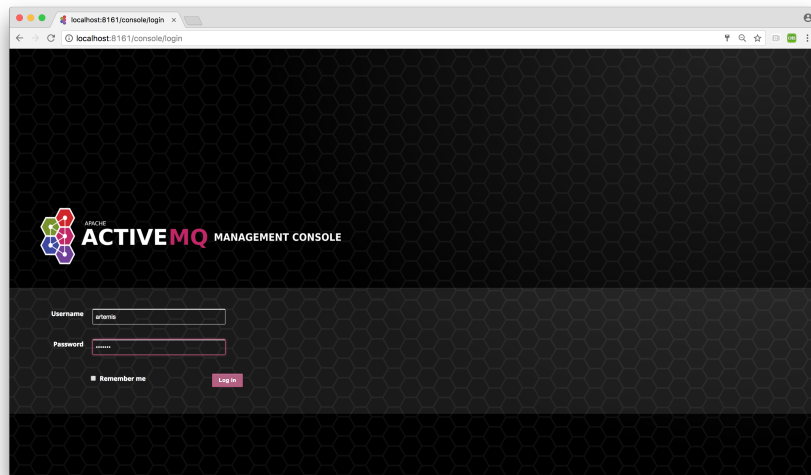 localhost:8161/console/login
localhost:8161/console/login
APACHE
ACTIVEMQ MANAGEMENT CONSOLE
Username
artemis
Password
•••••••
Remember me
Log in